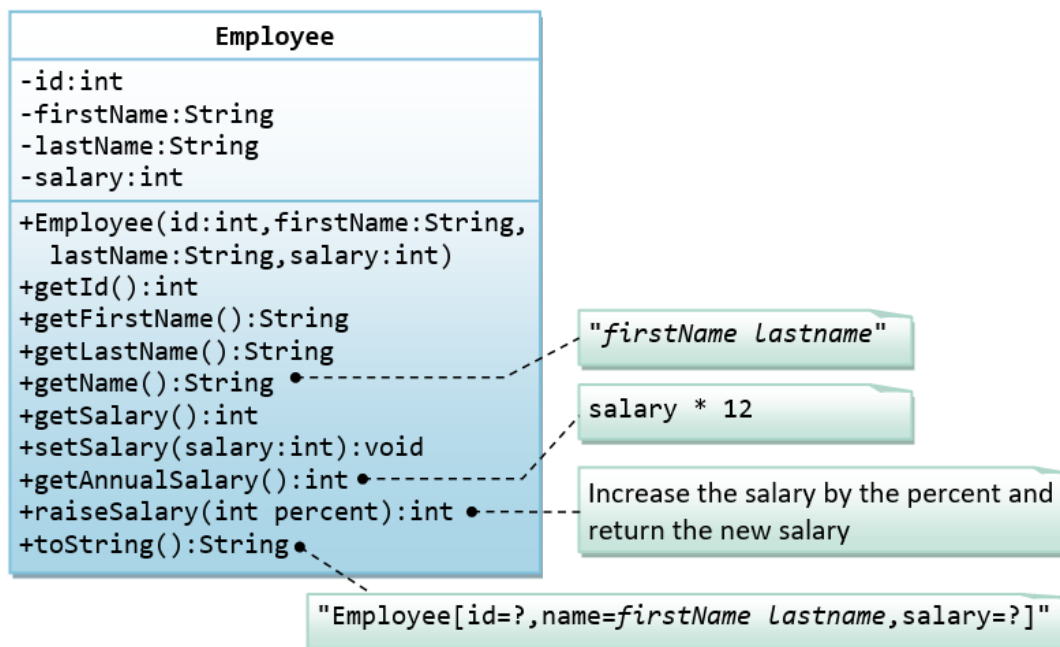 Employee
-id:int
-firstName:String
-lastName:String
-salary:int
+Employee(id:int,firstName:String,
lastName:String,salary:int)
+getId():int
+getFirstName():String
+getLastName():String
+getName():String
+getSalary():int
+setSalary(salary:int):void
+getAnnualSalary():int
+raiseSalary(int percent):int
+toString():String
"firstName lastname"
salary * 12
Increase the salary by the percent and
return the new salary
"Employee[id=?,name=firstName lastname,salary=?]"